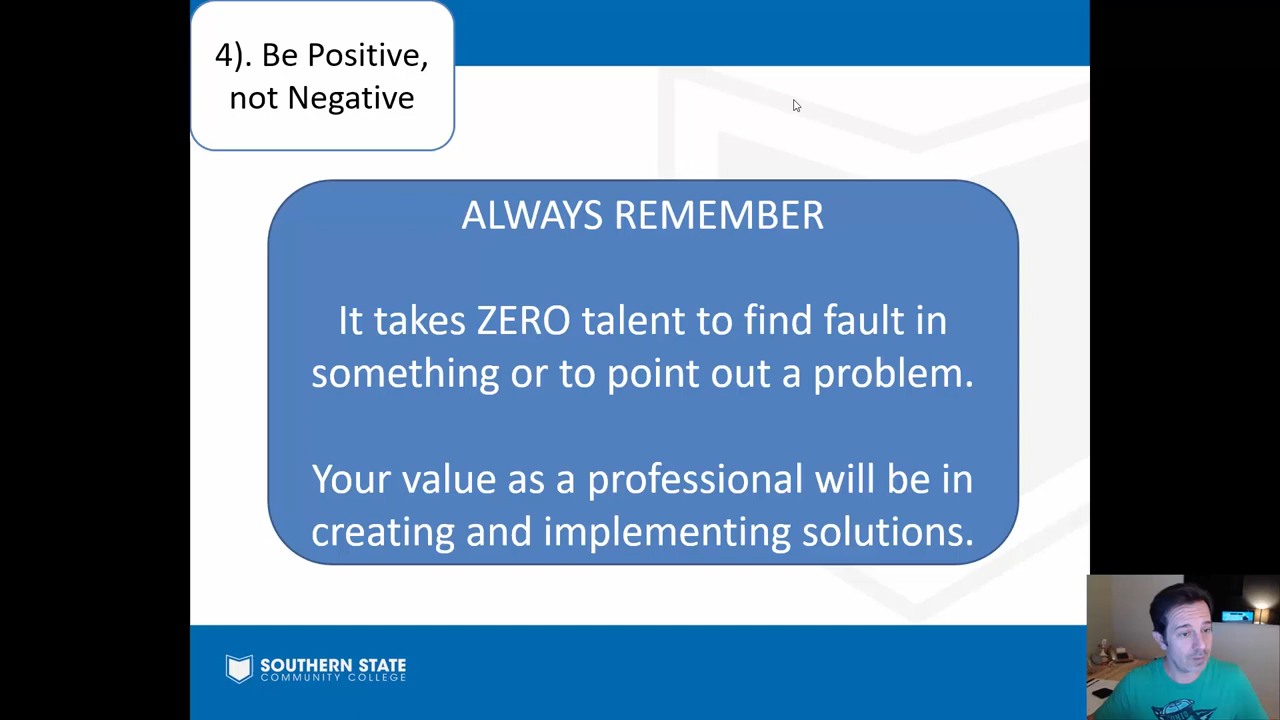 4). Be Positive,
not Negative
ALWAYS REMEMBER
It takes ZERO talent to find fault in
something or to point out a problem.
Your value as a professional will be in
creating and implementing solutions.
SOUTHERN STATE
COMMUNITY COLLEGE